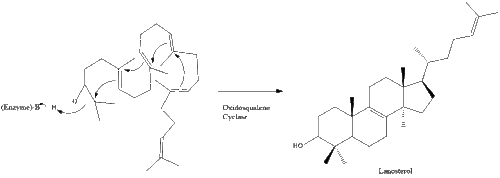 (Enzyme)-B
H
O
Oxidosqualene
Cyclase
HO
H
Lanosterol